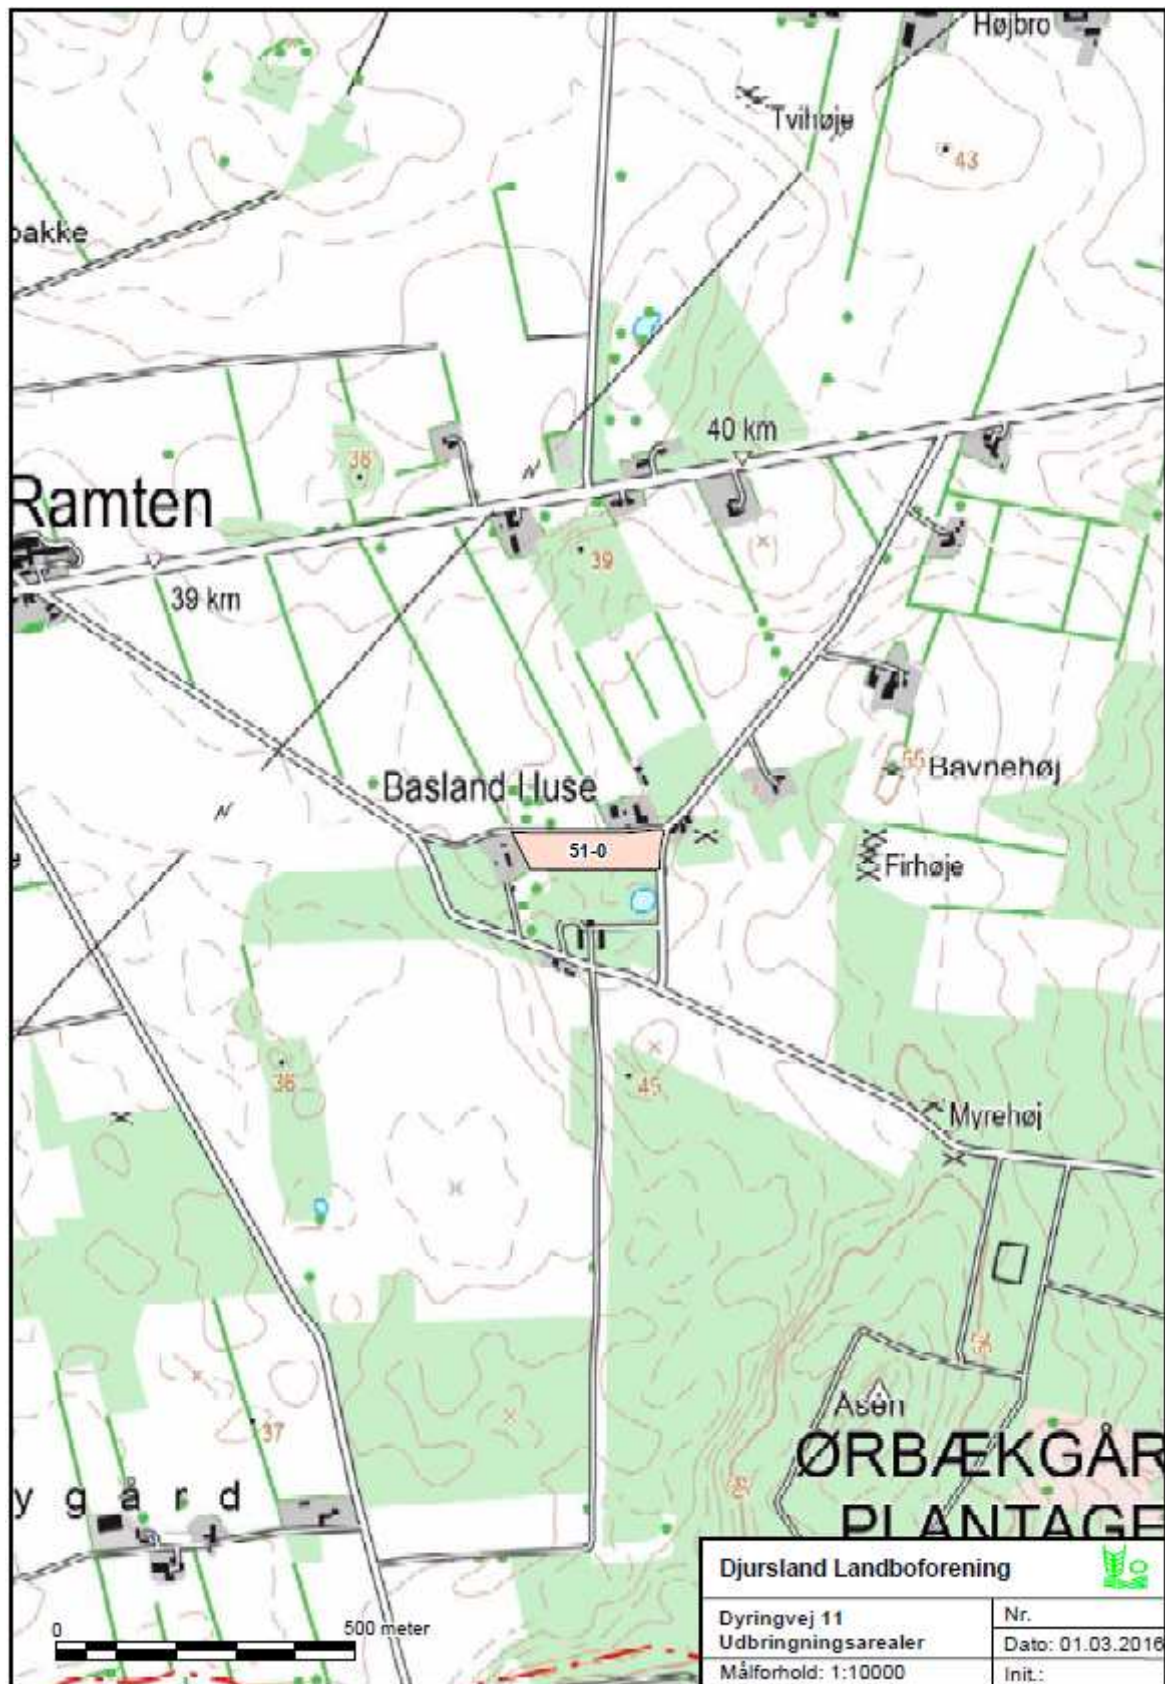 Højbro
Tvihøje
43
bakke
40 km
38
Ramten
39
39 km
55
Bavnehøj
Basland Huse
51-0
Firhøje
36
45
Myrehøj
Åsen
37
ØRBÆKGÅR
ygård
PLANTAGE
Djursland Landboforening
Dyringvej 11
Udbringningsarealer
Målforhold: 1:10000
Nr.
Dato: 01.03.2016
Init.:
0 500 meter